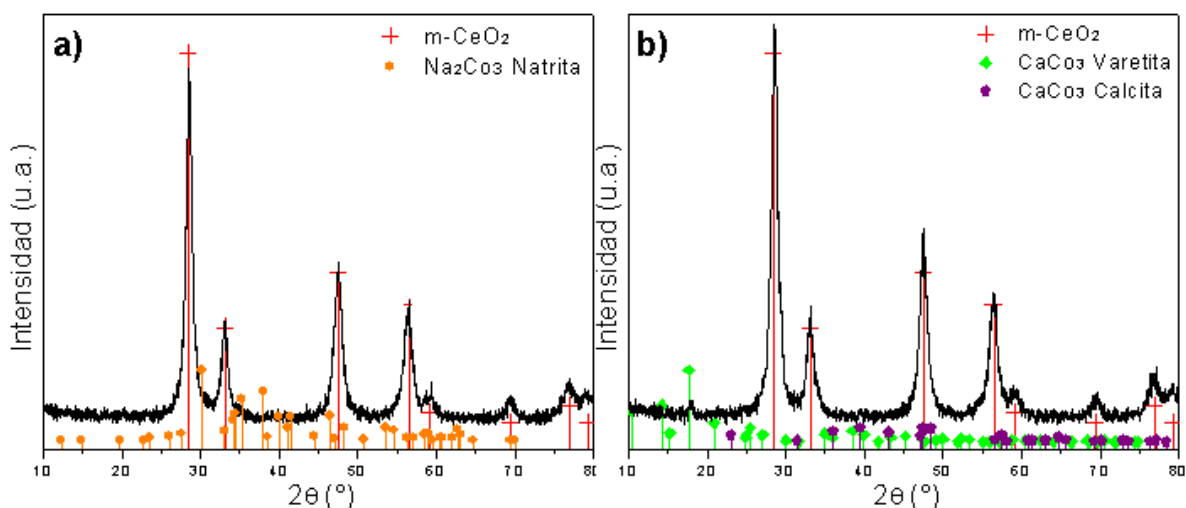 a)
m-CeO₂
Na₂Co₃ Natrita
Intensidad (u.a.)
10 20 30 40 50 60 70 80
2θ (°)
b)
m-CeO₂
CaCo₃ Varetita
CaCo₃ Calcita
Intensidad (u.a.)
10 20 30 40 50 60 70 80
2θ (°)